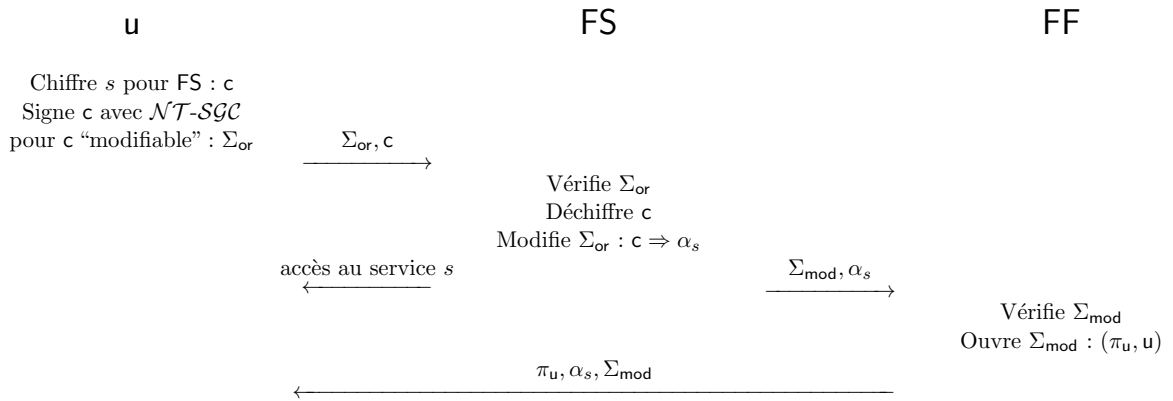 u FS FF
Chiffre s pour FS : c
Signe c avec 𝒩𝒯-𝒮𝒢𝒞
pour c “modifiable” : Σor
Σor, c
Vérifie Σor
Déchiffre c
Modifie Σor : c ⇒ αs
accès au service s
Σmod, αs
Vérifie Σmod
Ouvre Σmod : (πu, u)
πu, αs, Σmod